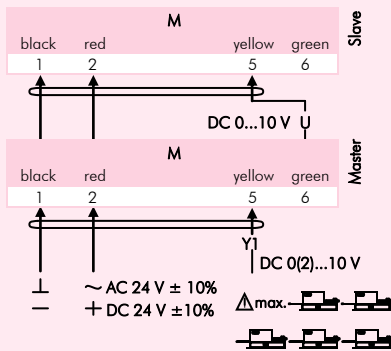 M
Slave
black red yellow green
1 2 5 6
DC 0...10 V U
M
Master
black red yellow green
1 2 5 6
Y1
DC 0(2)...10 V
⊥ ~ AC 24 V ± 10%
− + DC 24 V ±10%
max.